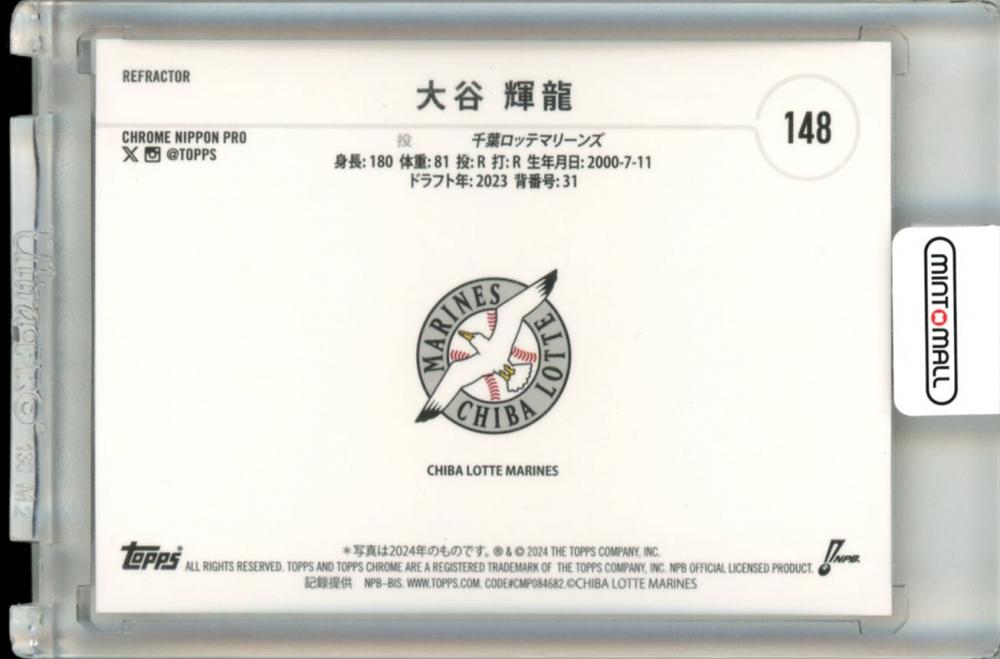 REFRACTOR
大谷 輝龍
148
CHROME NIPPON PRO
@TOPPS
投 千葉ロッテマリーンズ
身長: 180 体重: 81 投: R 打: R 生年月日: 2000-7-11
ドラフト年: 2023 背番号: 31
MINTOMALL
UltraPRO
130 M2
MARINES
CHIBA LOTTE
CHIBA LOTTE MARINES
topps
＊写真は2024年のものです。 ® & © 2024 THE TOPPS COMPANY, INC.
ALL RIGHTS RESERVED. TOPPS AND TOPPS CHROME ARE A REGISTERED TRADEMARK OF THE TOPPS COMPANY, INC. NPB OFFICIAL LICENSED PRODUCT.
NPB.
記録提供 NPB-BIS. WWW.TOPPS.COM. CODE#CMP084682.©CHIBA LOTTE MARINES